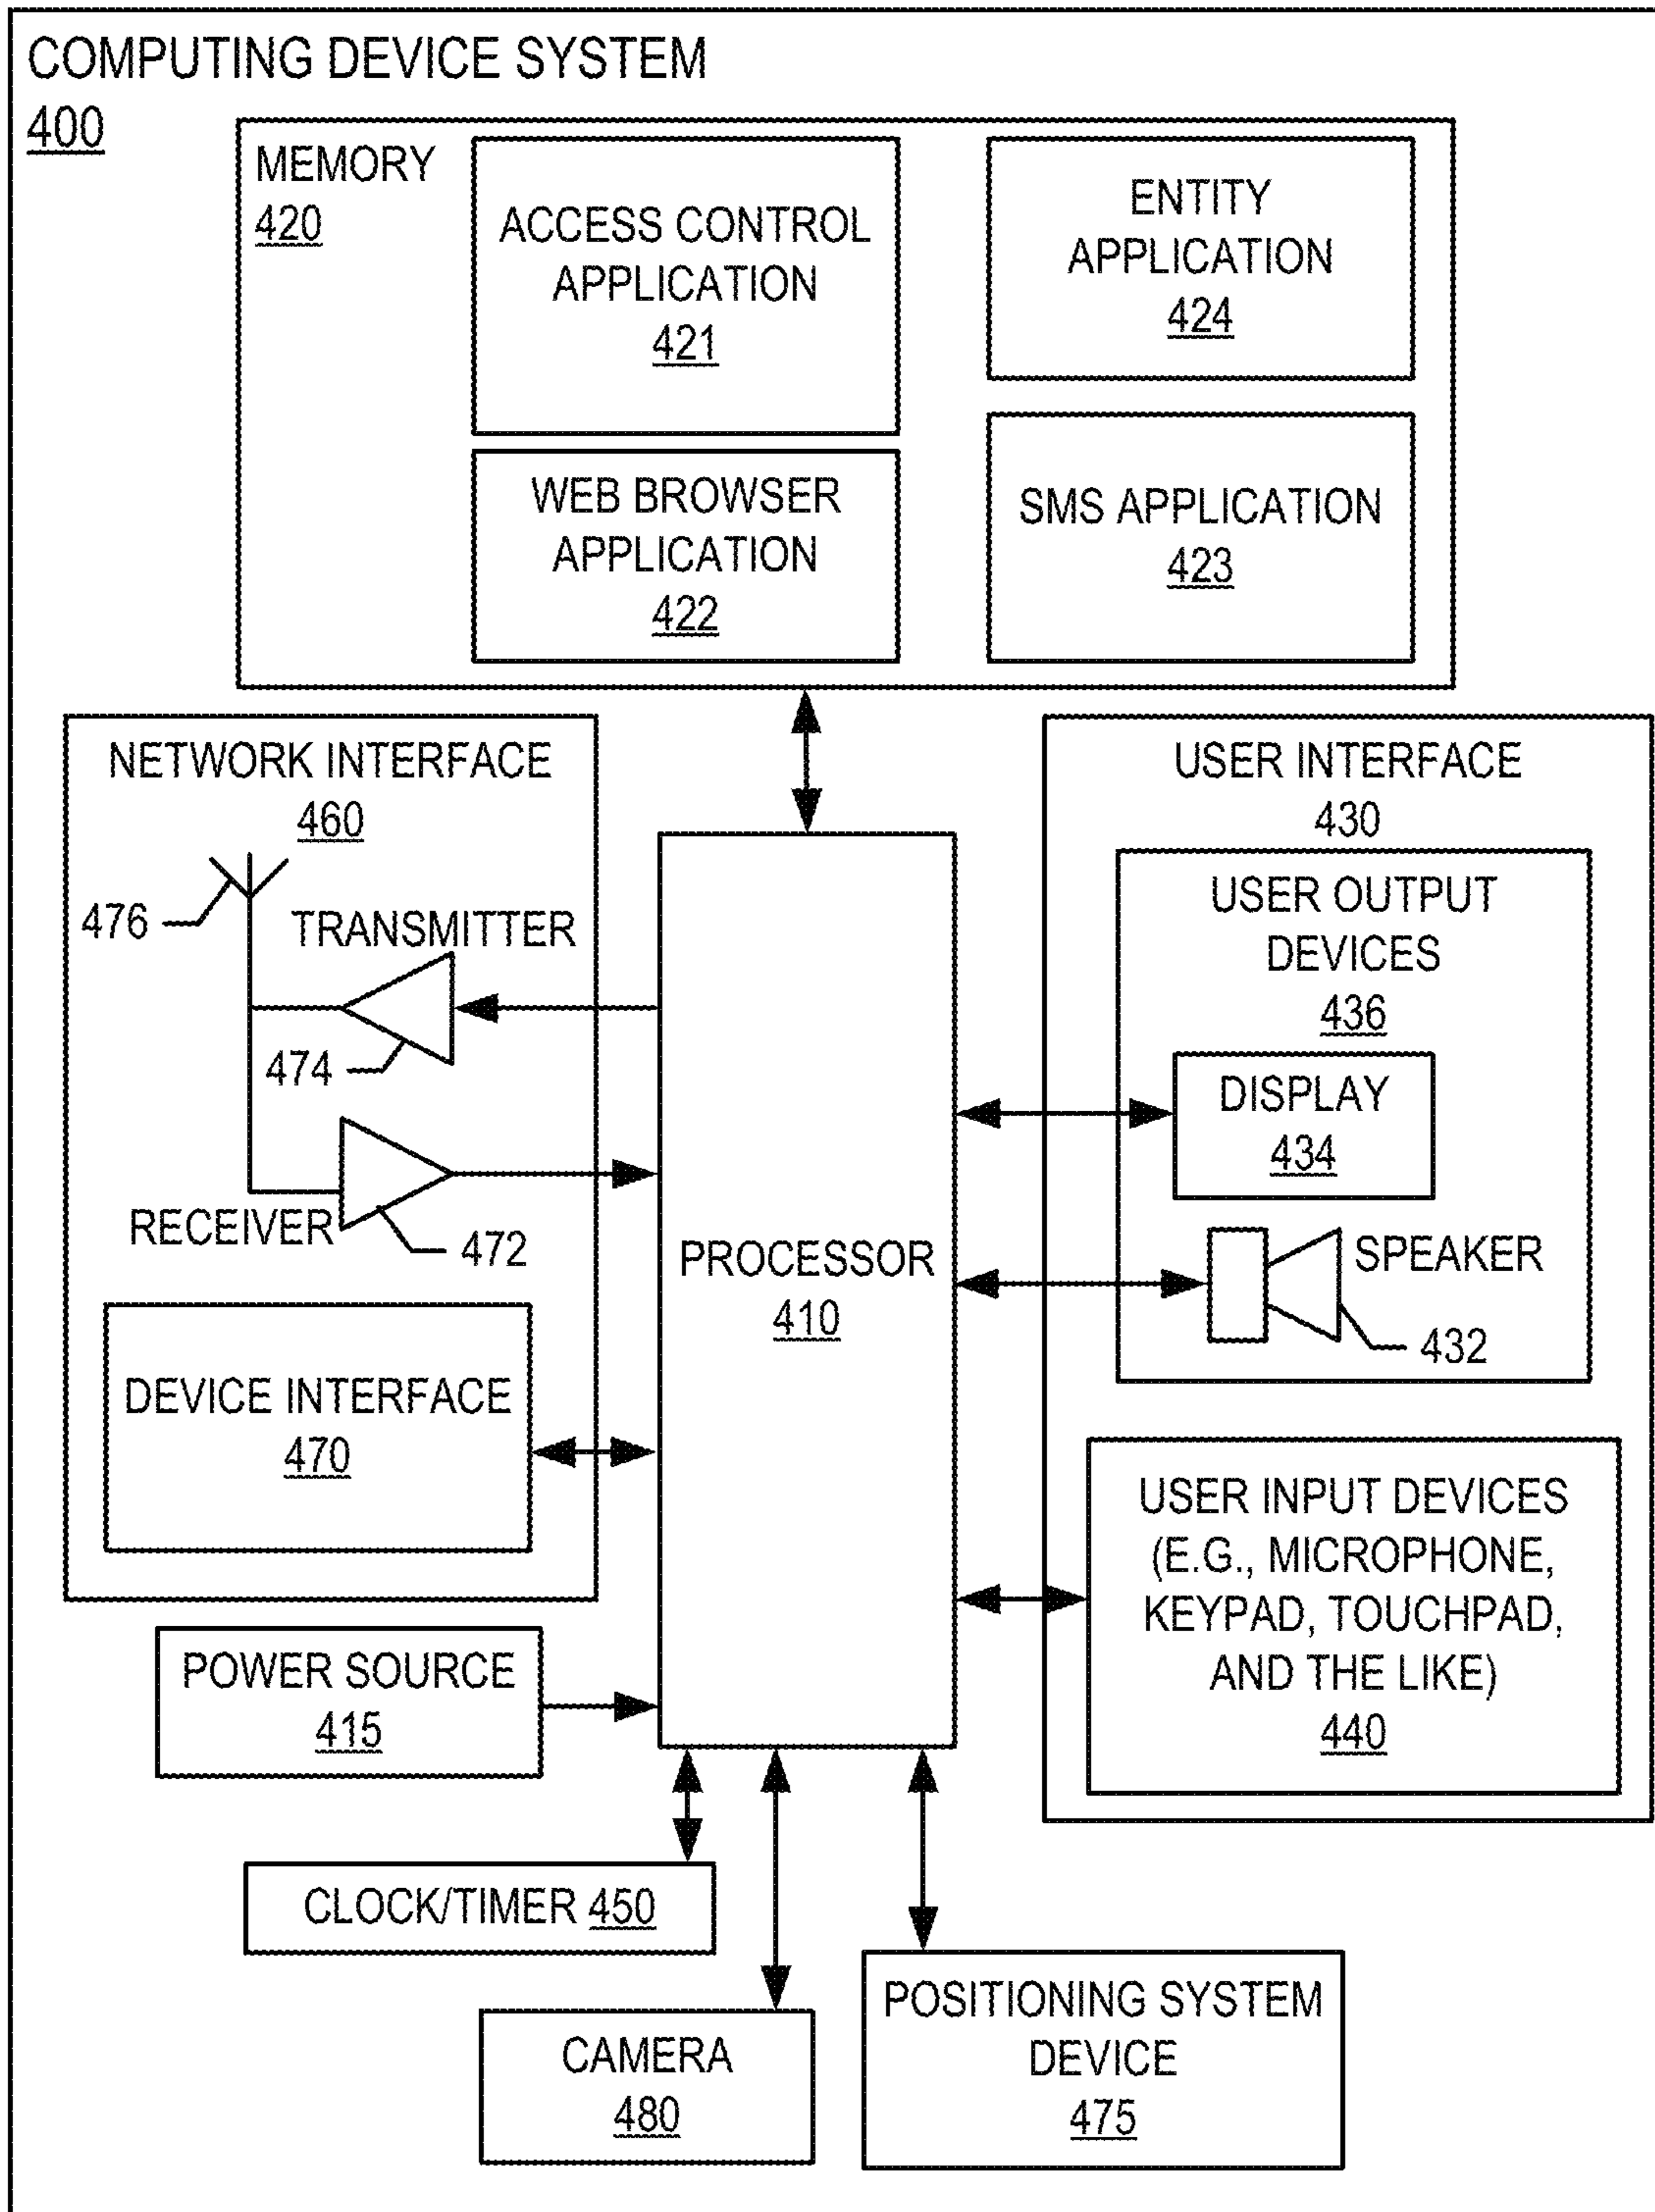 COMPUTING DEVICE SYSTEM
400
MEMORY
420
ACCESS CONTROL
APPLICATION
421
ENTITY
APPLICATION
424
WEB BROWSER
APPLICATION
422
SMS APPLICATION
423
NETWORK INTERFACE
460
476
TRANSMITTER
474
RECEIVER
472
DEVICE INTERFACE
470
PROCESSOR
410
USER INTERFACE
430
USER OUTPUT
DEVICES
436
DISPLAY
434
SPEAKER
432
USER INPUT DEVICES
(E.G., MICROPHONE,
KEYPAD, TOUCHPAD,
AND THE LIKE)
440
POWER SOURCE
415
CLOCK/TIMER 450
CAMERA
480
POSITIONING SYSTEM
DEVICE
475